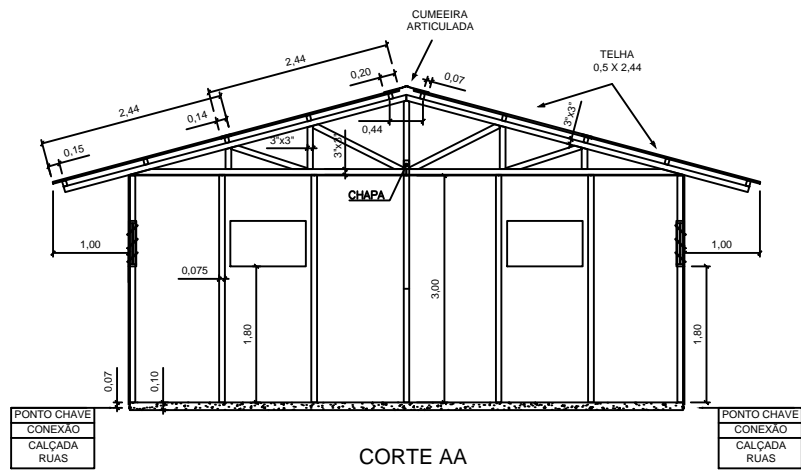 CUMEEIRA
ARTICULADA
2,44
0,20
0,07
TELHA
0,5 X 2,44
2,44
0,14
0,44
3"x3"
0,15
3"x3"
3"x3"
CHAPA
1,00
1,00
0,075
3,00
1,80
1,80
0,07
0,10
PONTO CHAVE
CONEXÃO
CALÇADA
RUAS
PONTO CHAVE
CONEXÃO
CALÇADA
RUAS
CORTE AA